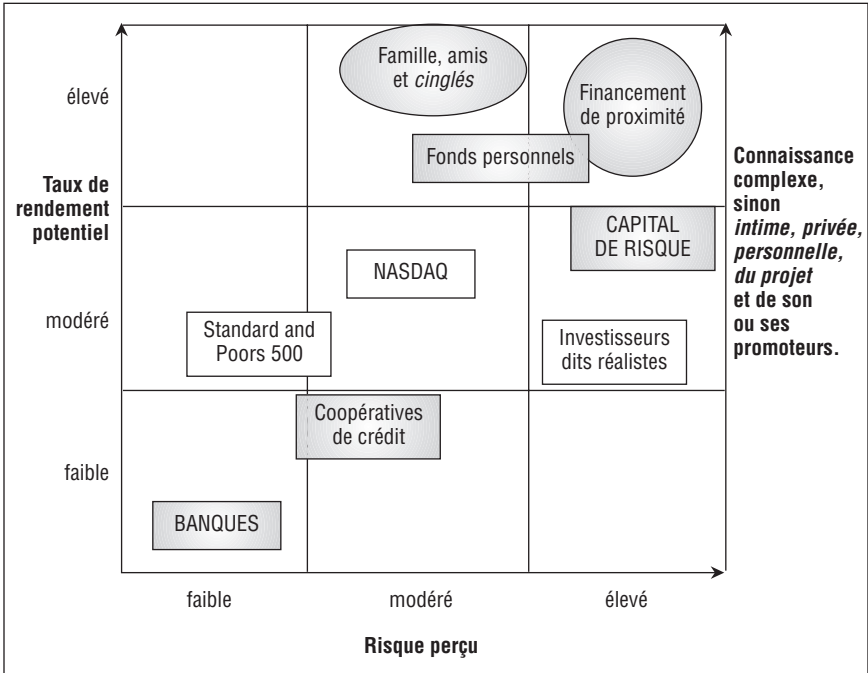 Famille, amis
et cinglés
élevé
Financement
de proximité
Fonds personnels
Taux de
rendement
potentiel
Connaissance
complexe,
sinon
intime, privée,
personnelle,
du projet
et de son
ou ses
promoteurs.
CAPITAL
DE RISQUE
NASDAQ
modéré
Standard and
Poors 500
Investisseurs
dits réalistes
Coopératives
de crédit
faible
BANQUES
faible
modéré
élevé
Risque perçu